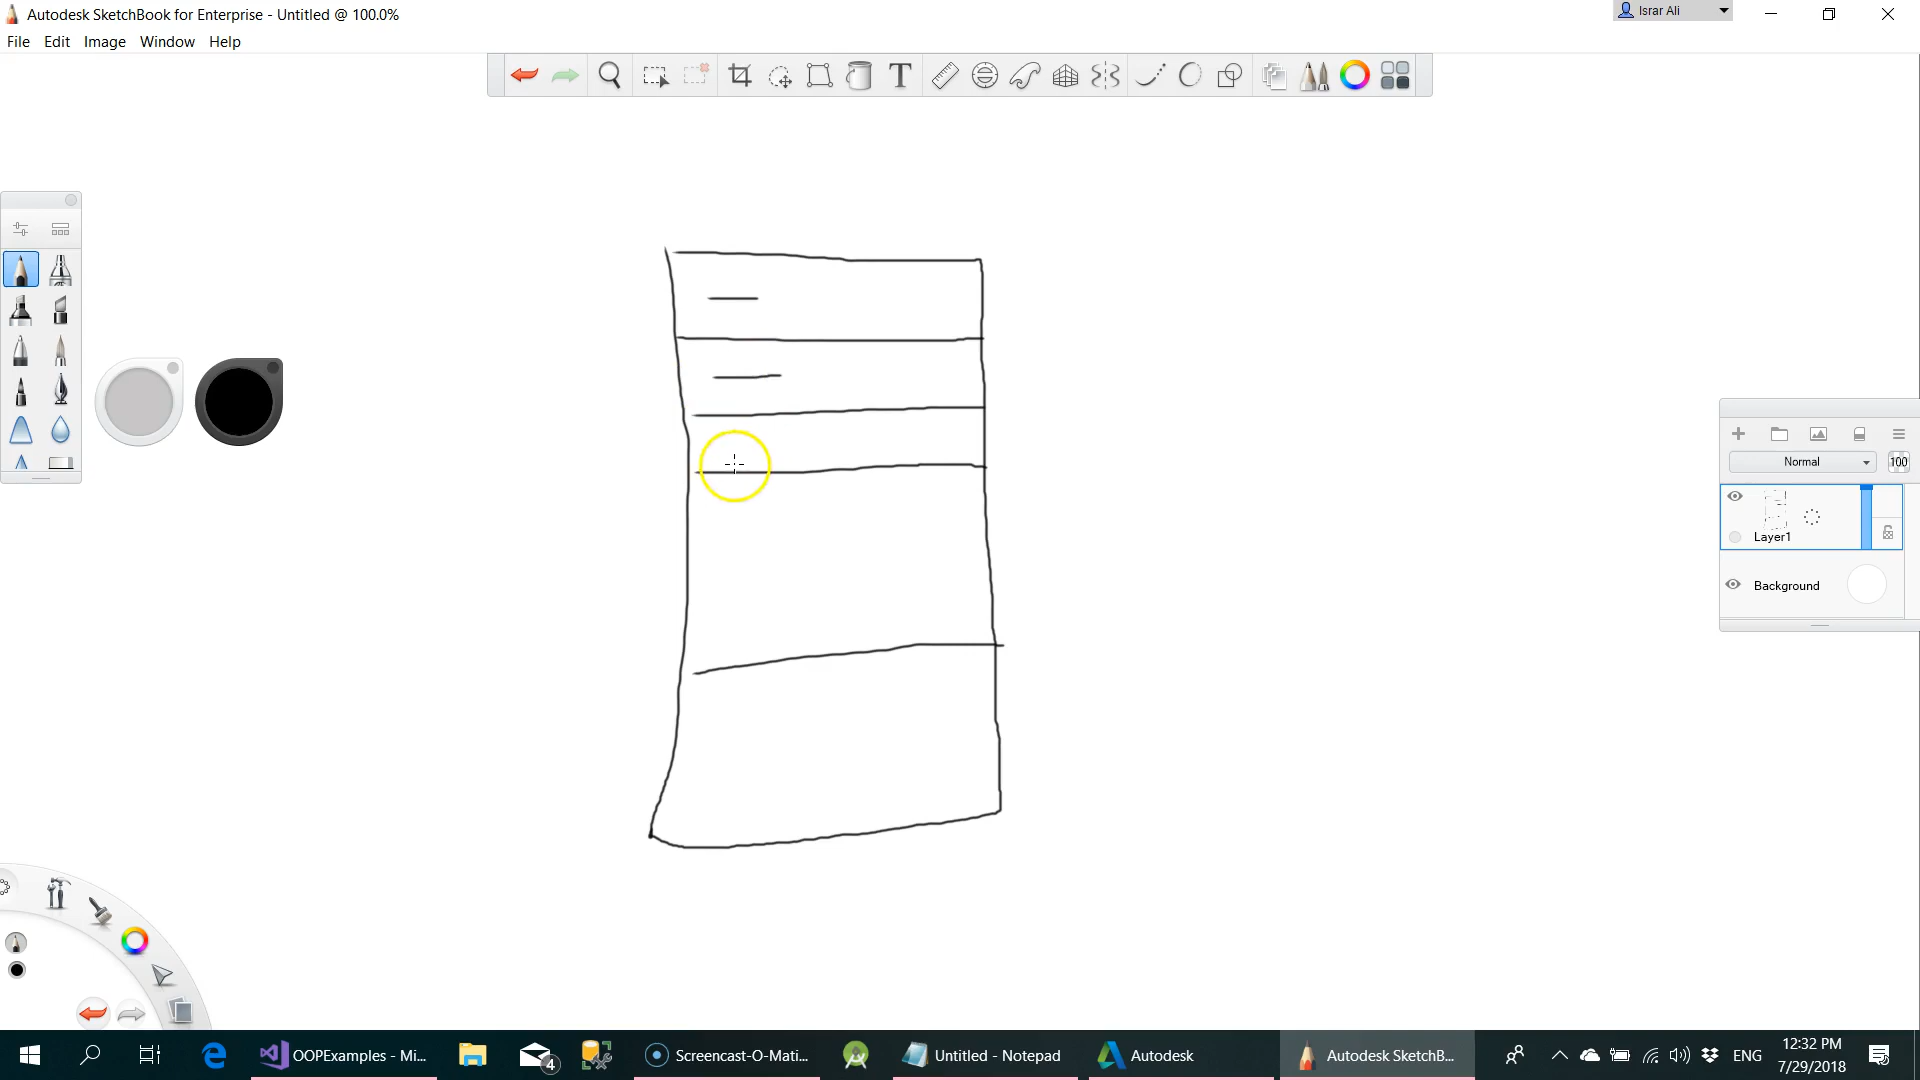 Autodesk SketchBook for Enterprise - Untitled @ 100.0%
Israr Ali
File Edit Image Window Help
T
Normal 100
Layer1
Background
OOPExamples - Mi...
4
Screencast-O-Mati...
Untitled - Notepad
Autodesk
Autodesk SketchB...
ENG
12:32 PM
7/29/2018